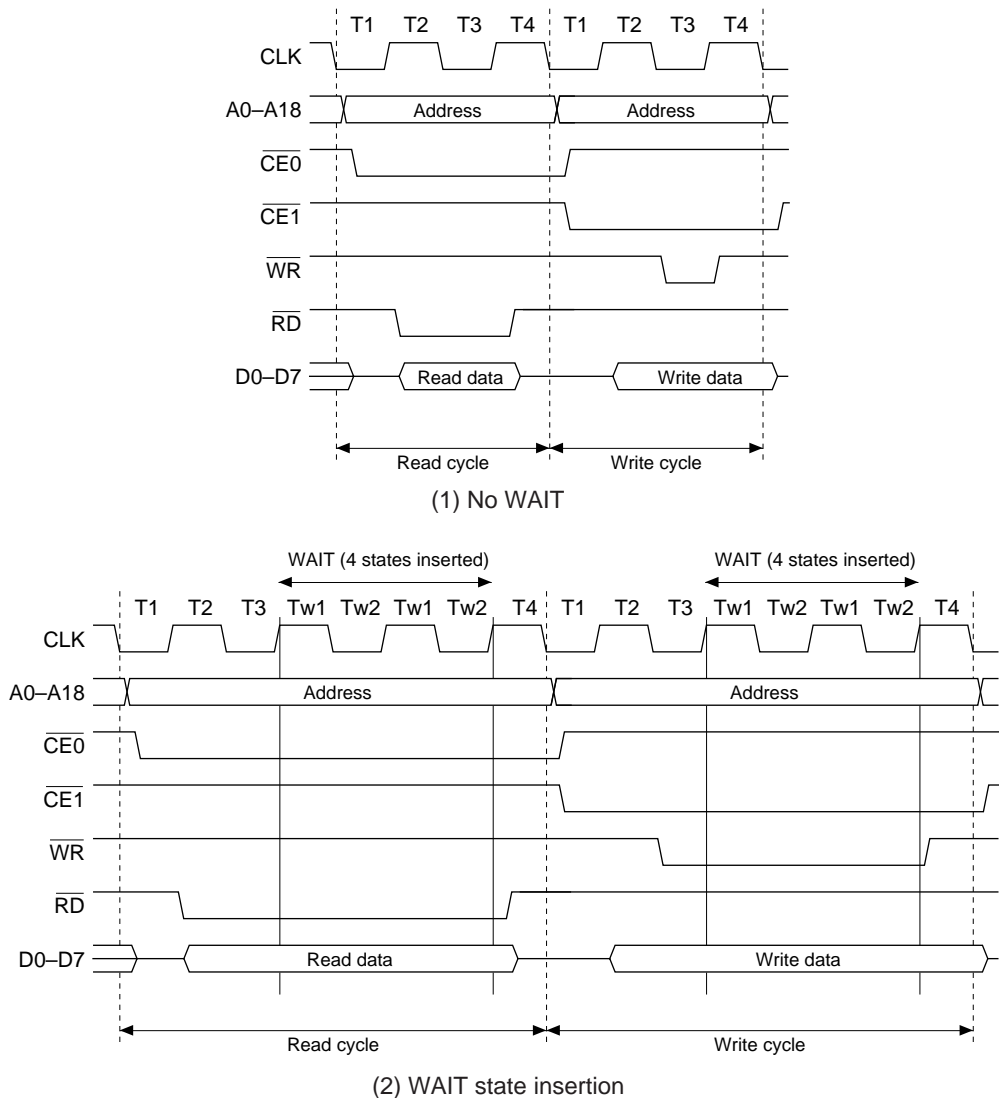 T1 T2 T3 T4 T1 T2 T3 T4
CLK
A0–A18 Address Address
CE0
CE1
WR
RD
D0–D7 Read data Write data
Read cycle Write cycle
(1) No WAIT
WAIT (4 states inserted) WAIT (4 states inserted)
T1 T2 T3 Tw1 Tw2 Tw1 Tw2 T4 T1 T2 T3 Tw1 Tw2 Tw1 Tw2 T4
CLK
A0–A18 Address Address
CE0
CE1
WR
RD
D0–D7 Read data Write data
Read cycle Write cycle
(2) WAIT state insertion